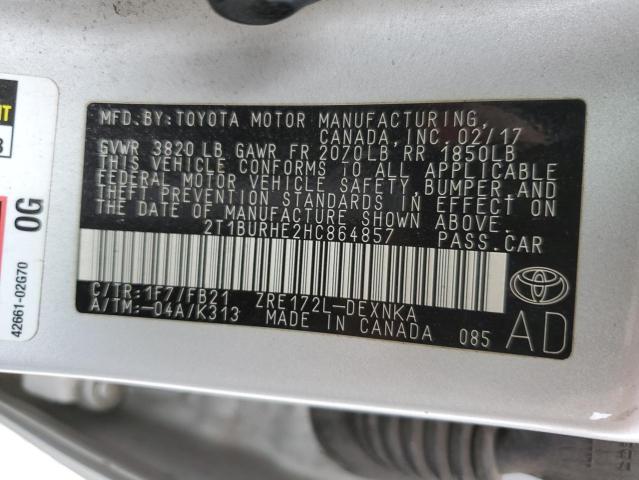 MFD. BY: TOYOTA MOTOR MANUFACTURING,
CANADA, INC. 02/17
GVWR 3820 LB GAWR FR 2070LB RR 1850LB
THIS VEHICLE CONFORMS TO ALL APPLICABLE
FEDERAL MOTOR VEHICLE SAFETY, BUMPER AND
THEFT PREVENTION STANDARDS IN EFFECT ON
THE DATE OF MANUFACTURE SHOWN ABOVE.
2T1BURHE2HC864857 PASS.CAR
C/TR:1F7/FB21 ZRE172L-DEXNKA
A/TM:-04A/K313 MADE IN CANADA 085 AD
0G
42661-02G70